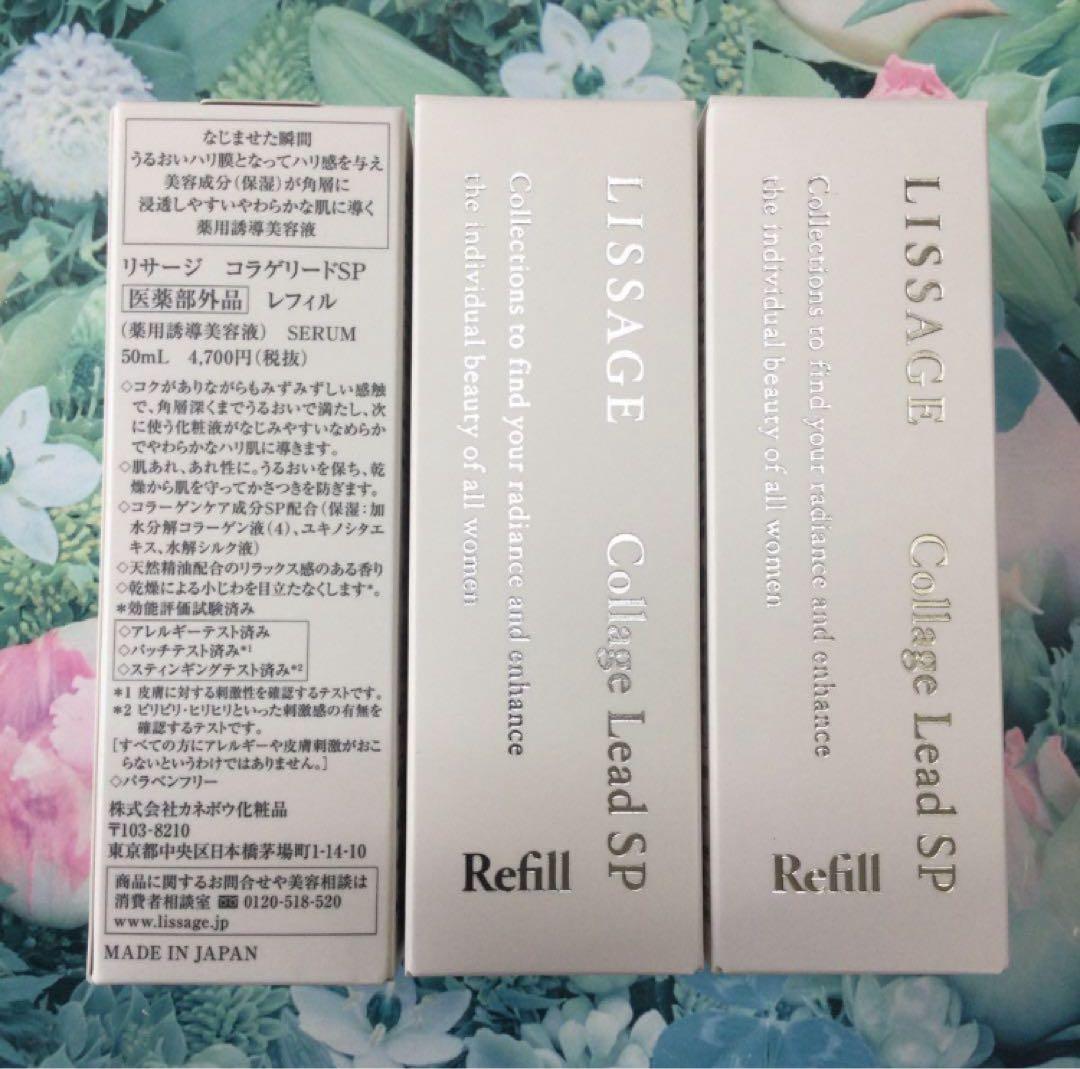 なじませた瞬間
うるおいハリ膜となってハリ感を与え
美容成分(保湿)が角層に
浸透しやすいやわらかな肌に導く
薬用誘導美容液
リサージ コラゲリードSP
医薬部外品 レフィル
(薬用誘導美容液) SERUM
50mL 4,700円(税抜)
◇コクがありながらもみずみずしい感触
で、角層深くまでうるおいで満たし、次
に使う化粧液がなじみやすいなめらか
でやわらかなハリ肌に導きます。
◇肌あれ、あれ性に。うるおいを保ち、乾
燥から肌を守ってかさつきを防ぎます。
◇コラーゲンケア成分SP配合(保湿:加
水分解コラーゲン液(4)、ユキノシタエ
キス、水解シルク液)
◇天然精油配合のリラックス感のある香り
◇乾燥による小じわを目立たなくします*。
*効能評価試験済み
◇アレルギーテスト済み
◇パッチテスト済み*1
◇スティンギングテスト済み*2
*1 皮膚に対する刺激性を確認するテストです。
*2 ピリピリ・ヒリヒリといった刺激感の有無を
確認するテストです。
[すべての方にアレルギーや皮膚刺激がおこ
らないというわけではありません。]
◇パラベンフリー
株式会社カネボウ化粧品
〒103-8210
東京都中央区日本橋茅場町1-14-10
商品に関するお問合せや美容相談は
消費者相談室 0120-518-520
www.lissage.jp
MADE IN JAPAN
LISSAGE Collage Lead SP
Collections to find your radiance and enhance
the individual beauty of all women
Refill
LISSAGE Collage Lead SP
Collections to find your radiance and enhance
the individual beauty of all women
Refill